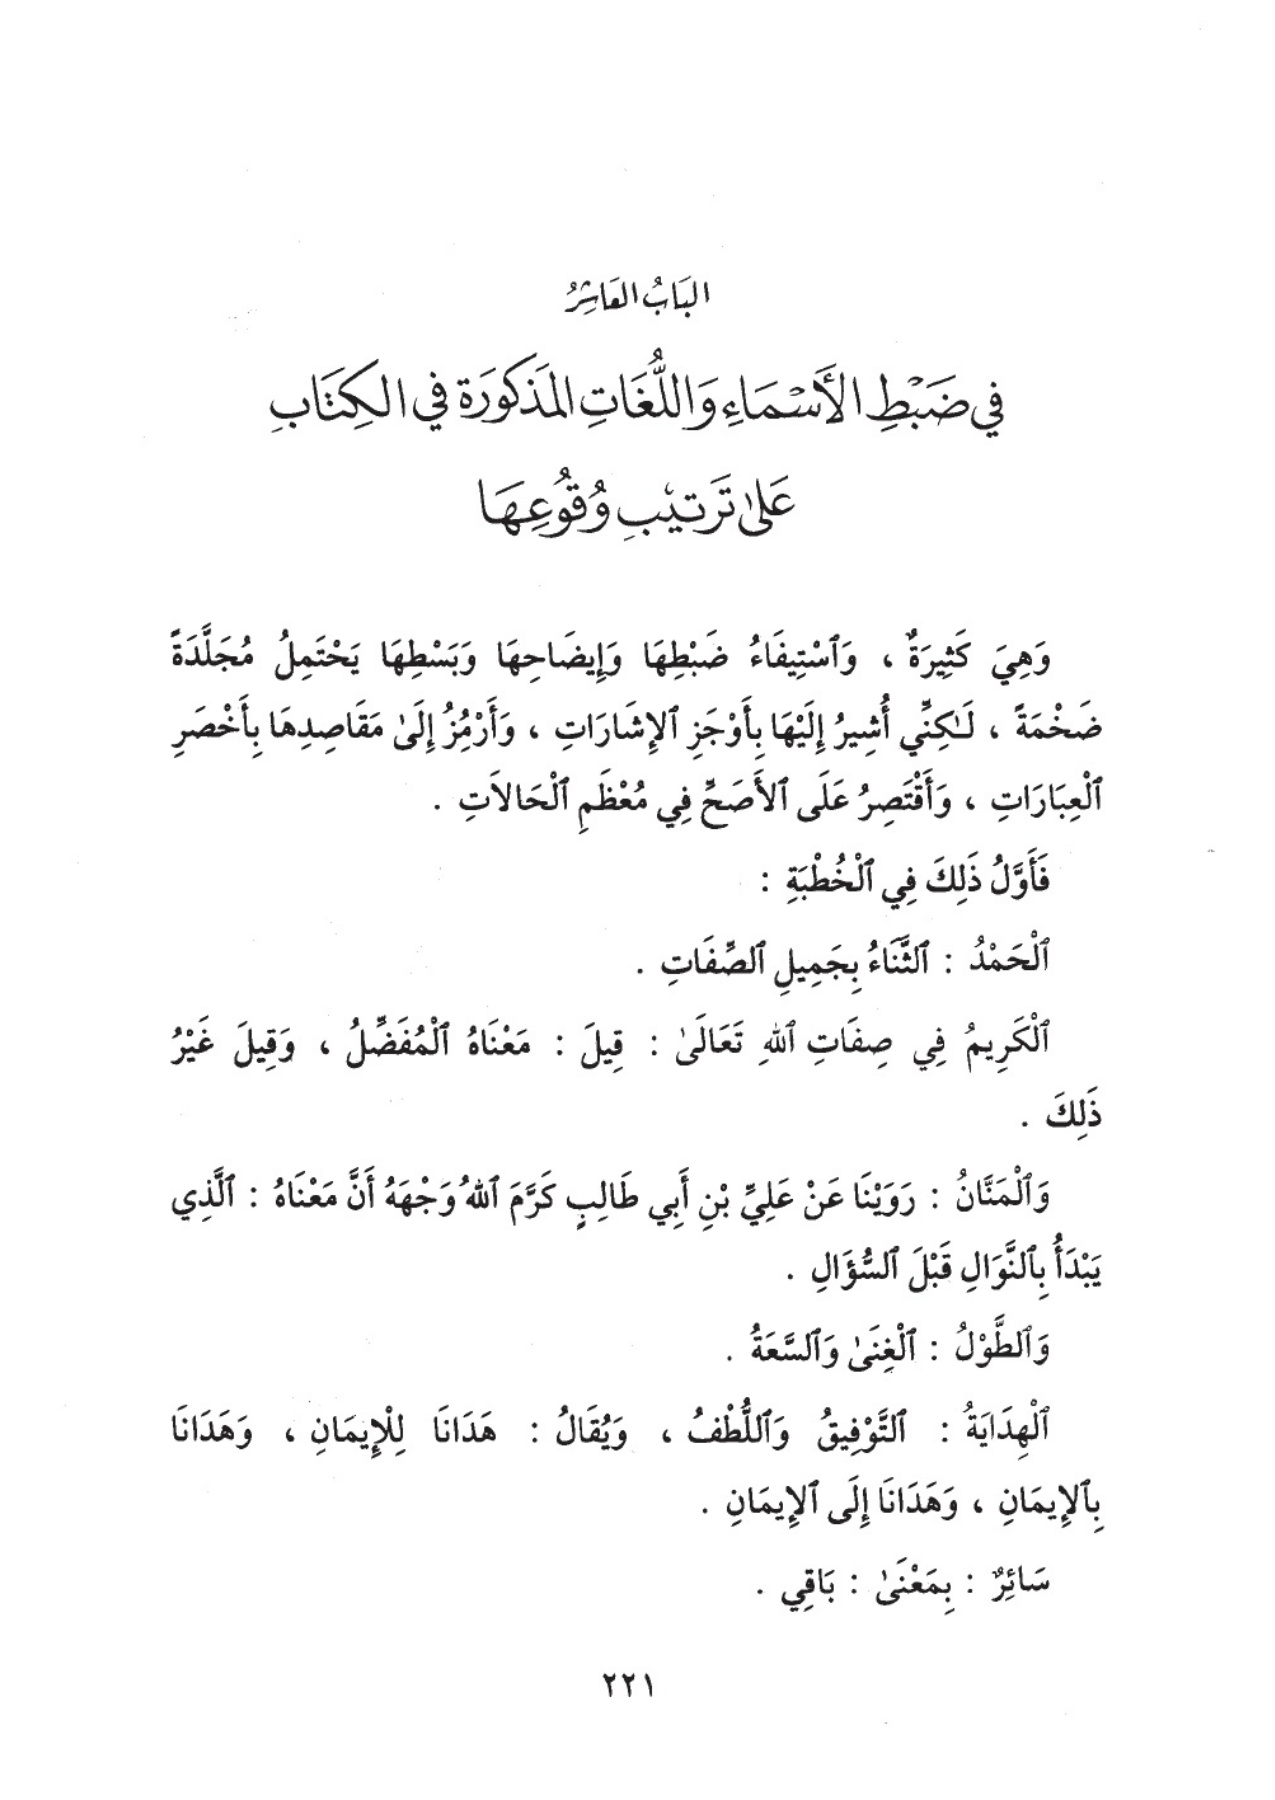 البَابُ العَاشِرُ
فِي ضَبْطِ الأَسْمَاءِ وَاللُّغَاتِ المَذكُورَة فِي الكِتَابِ
عَلىٰ تَرتيْبِ وُقُوعِهَا
وَهِيَ كَثِيرَةٌ ، وَٱسْتِيفَاءُ ضَبْطِهَا وَإِيضَاحِهَا وَبَسْطِهَا يَحْتَمِلُ مُجَلَّدَةً
ضَخْمَةً ، لَـٰكِنِّي أُشِيرُ إِلَيْهَا بِأَوْجَزِ ٱلإِشَارَاتِ ، وَأَرْمُزُ إِلَىٰ مَقَاصِدِهَا بِأَخْصَرِ
ٱلْعِبَارَاتِ ، وَأَقْتَصِرُ عَلَى ٱلأَصَحِّ فِي مُعْظَمِ ٱلْحَالاَتِ .
فَأَوَّلُ ذَلِكَ فِي ٱلْخُطْبَةِ :
ٱلْحَمْدُ : ٱلثَّنَاءُ بِجَمِيلِ ٱلصِّفَاتِ .
ٱلْكَرِيمُ فِي صِفَاتِ ٱللهِ تَعَالَىٰ : قِيلَ : مَعْنَاهُ ٱلْمُفَضِّلُ ، وَقِيلَ غَيْرُ
ذَلِكَ .
وَٱلْمَنَّانُ : رَوَيْنَا عَنْ عَلِيِّ بْنِ أَبِي طَالِبٍ كَرَّمَ ٱللهُ وَجْهَهُ أَنَّ مَعْنَاهُ : ٱلَّذِي
يَبْدَأُ بِٱلنَّوَالِ قَبْلَ ٱلسُّؤَالِ .
وَٱلطَّوْلُ : ٱلْغِنَىٰ وَٱلسَّعَةُ .
ٱلْهِدَايَةُ : ٱلتَّوْفِيقُ وَٱللُّطْفُ ، وَيُقَالُ : هَدَانَا لِلْإِيمَانِ ، وَهَدَانَا
بِٱلإِيمَانِ ، وَهَدَانَا إِلَى ٱلإِيمَانِ .
سَائِرٌ : بِمَعْنَىٰ : بَاقِي .
٢٢١